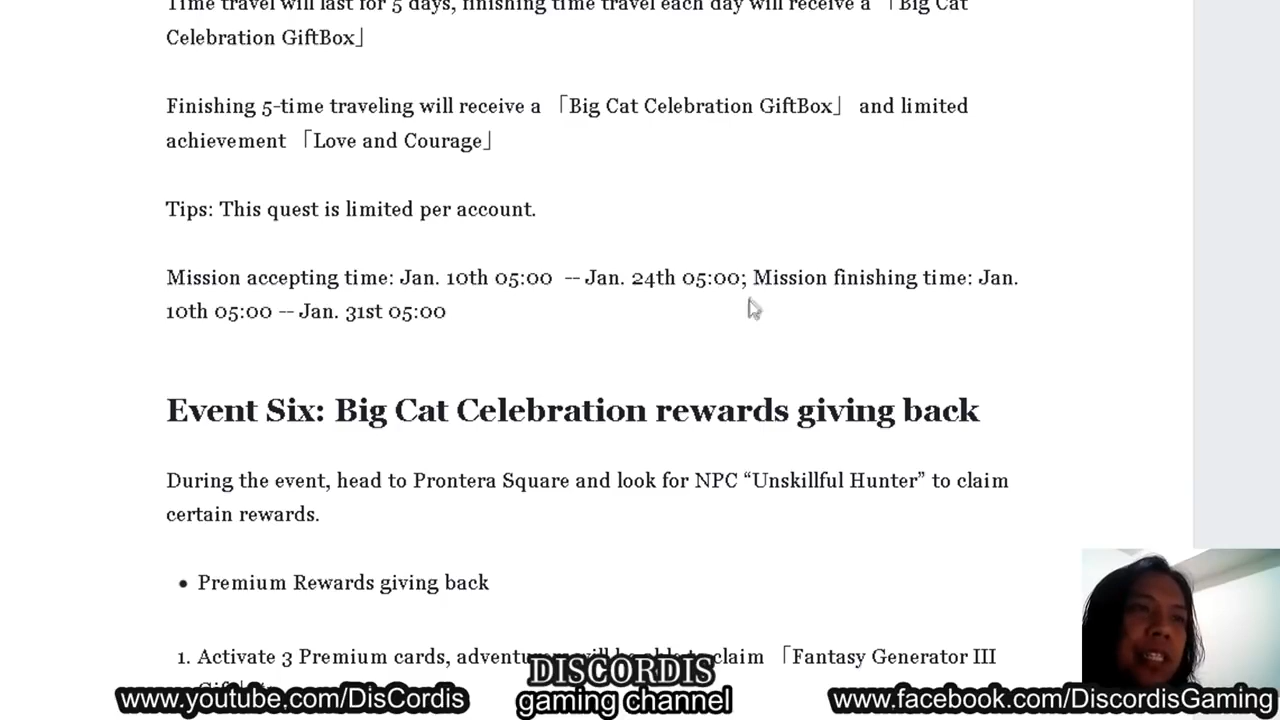 Time travel will last for 5 days, finishing time travel each day will receive a 「Big Cat
Celebration GiftBox」
Finishing 5-time traveling will receive a 「Big Cat Celebration GiftBox」 and limited
achievement 「Love and Courage」
Tips: This quest is limited per account.
Mission accepting time: Jan. 10th 05:00 -- Jan. 24th 05:00; Mission finishing time: Jan.
10th 05:00 -- Jan. 31st 05:00
Event Six: Big Cat Celebration rewards giving back
During the event, head to Prontera Square and look for NPC “Unskillful Hunter” to claim
certain rewards.
• Premium Rewards giving back
1. Activate 3 Premium cards, will be able to claim 「Fantasy Generator III
DISCORDIS
gaming channel
www.youtube.com/DisCordis
www.facebook.com/DiscordisGaming